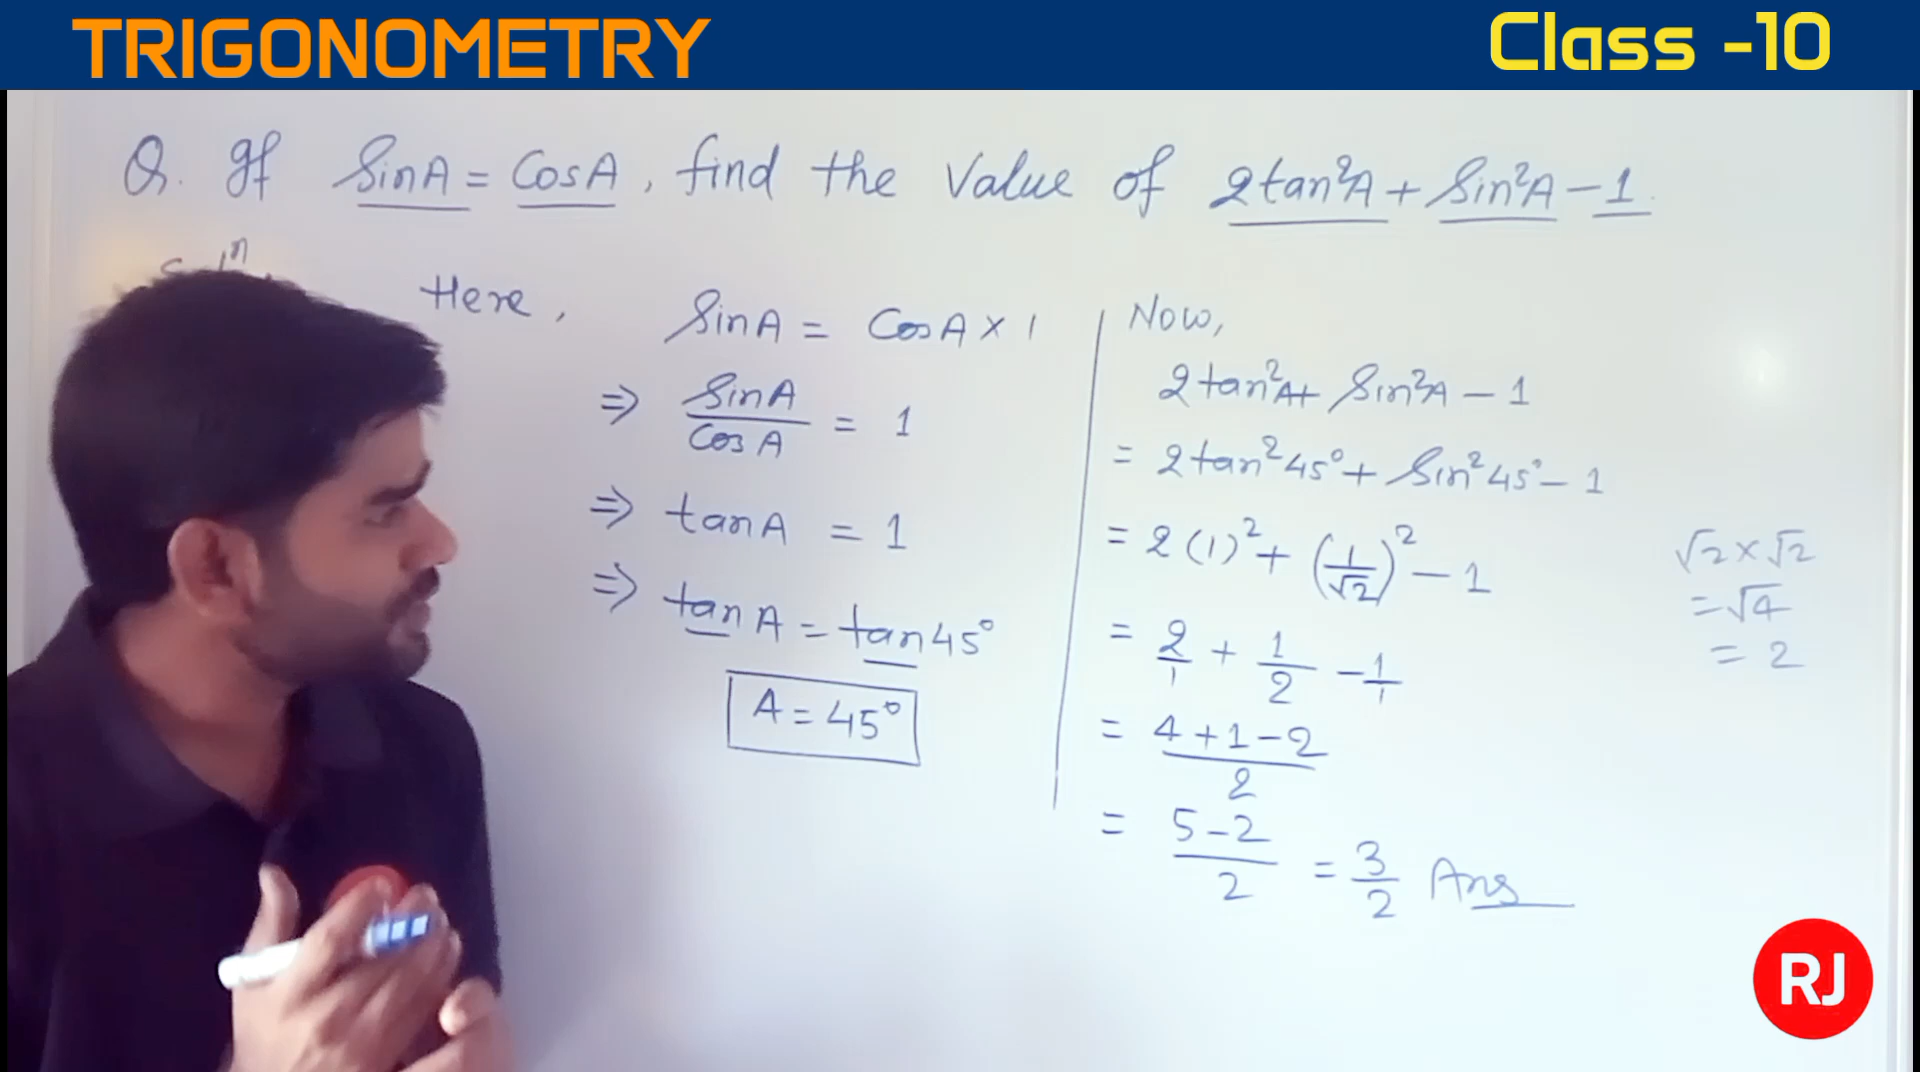 TRIGONOMETRY
Class -10
Q. If SinA = CosA, find the value of 2tan²A + Sin²A - 1.
Here,
SinA = CosA × 1
⇒ SinA/CosA = 1
⇒ tanA = 1
⇒ tanA = tan45°
A = 45°
Now,
2tan²A + Sin²A - 1
= 2tan²45° + Sin²45° - 1
= 2(1)² + (1/√2)² - 1
= 2/1 + 1/2 - 1/1
= 4+1-2/2
= 5-2/2 = 3/2 Ans
√2 × √2
= √4
= 2
RJ